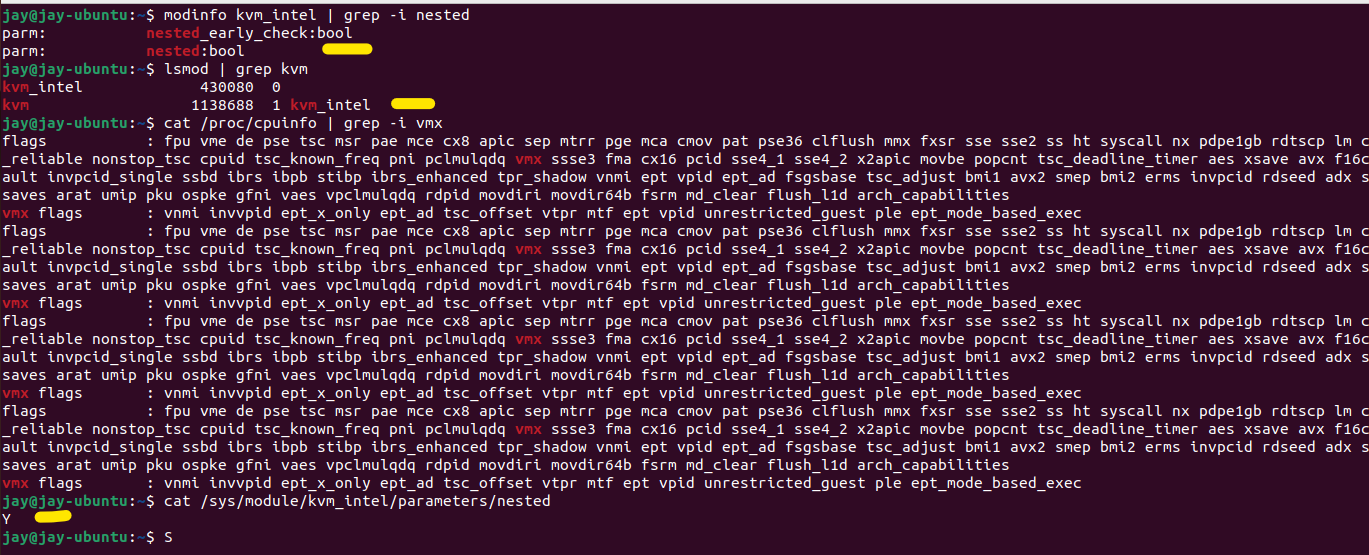 jay@jay-ubuntu:~$ modinfo kvm_intel | grep -i nested
parm:           nested_early_check:bool
parm:           nested:bool
jay@jay-ubuntu:~$ lsmod | grep kvm
kvm_intel             430080  0
kvm                  1138688  1 kvm_intel
jay@jay-ubuntu:~$ cat /proc/cpuinfo | grep -i vmx
flags           : fpu vme de pse tsc msr pae mce cx8 apic sep mtrr pge mca cmov pat pse36 clflush mmx fxsr sse sse2 ss ht syscall nx pdpe1gb rdtscp lm c
_reliable nonstop_tsc cpuid tsc_known_freq pni pclmulqdq vmx ssse3 fma cx16 pcid sse4_1 sse4_2 x2apic movbe popcnt tsc_deadline_timer aes xsave avx f16c
ault invpcid_single ssbd ibrs ibpb stibp ibrs_enhanced tpr_shadow vnmi ept vpid ept_ad fsgsbase tsc_adjust bmi1 avx2 smep bmi2 erms invpcid rdseed adx s
saves arat umip pku ospke gfni vaes vpclmulqdq rdpid movdiri movdir64b fsrm md_clear flush_l1d arch_capabilities
vmx flags       : vnmi invvpid ept_x_only ept_ad tsc_offset vtpr mtf ept vpid unrestricted_guest ple ept_mode_based_exec
flags           : fpu vme de pse tsc msr pae mce cx8 apic sep mtrr pge mca cmov pat pse36 clflush mmx fxsr sse sse2 ss ht syscall nx pdpe1gb rdtscp lm c
_reliable nonstop_tsc cpuid tsc_known_freq pni pclmulqdq vmx ssse3 fma cx16 pcid sse4_1 sse4_2 x2apic movbe popcnt tsc_deadline_timer aes xsave avx f16c
ault invpcid_single ssbd ibrs ibpb stibp ibrs_enhanced tpr_shadow vnmi ept vpid ept_ad fsgsbase tsc_adjust bmi1 avx2 smep bmi2 erms invpcid rdseed adx s
saves arat umip pku ospke gfni vaes vpclmulqdq rdpid movdiri movdir64b fsrm md_clear flush_l1d arch_capabilities
vmx flags       : vnmi invvpid ept_x_only ept_ad tsc_offset vtpr mtf ept vpid unrestricted_guest ple ept_mode_based_exec
flags           : fpu vme de pse tsc msr pae mce cx8 apic sep mtrr pge mca cmov pat pse36 clflush mmx fxsr sse sse2 ss ht syscall nx pdpe1gb rdtscp lm c
_reliable nonstop_tsc cpuid tsc_known_freq pni pclmulqdq vmx ssse3 fma cx16 pcid sse4_1 sse4_2 x2apic movbe popcnt tsc_deadline_timer aes xsave avx f16c
ault invpcid_single ssbd ibrs ibpb stibp ibrs_enhanced tpr_shadow vnmi ept vpid ept_ad fsgsbase tsc_adjust bmi1 avx2 smep bmi2 erms invpcid rdseed adx s
saves arat umip pku ospke gfni vaes vpclmulqdq rdpid movdiri movdir64b fsrm md_clear flush_l1d arch_capabilities
vmx flags       : vnmi invvpid ept_x_only ept_ad tsc_offset vtpr mtf ept vpid unrestricted_guest ple ept_mode_based_exec
flags           : fpu vme de pse tsc msr pae mce cx8 apic sep mtrr pge mca cmov pat pse36 clflush mmx fxsr sse sse2 ss ht syscall nx pdpe1gb rdtscp lm c
_reliable nonstop_tsc cpuid tsc_known_freq pni pclmulqdq vmx ssse3 fma cx16 pcid sse4_1 sse4_2 x2apic movbe popcnt tsc_deadline_timer aes xsave avx f16c
ault invpcid_single ssbd ibrs ibpb stibp ibrs_enhanced tpr_shadow vnmi ept vpid ept_ad fsgsbase tsc_adjust bmi1 avx2 smep bmi2 erms invpcid rdseed adx s
saves arat umip pku ospke gfni vaes vpclmulqdq rdpid movdiri movdir64b fsrm md_clear flush_l1d arch_capabilities
vmx flags       : vnmi invvpid ept_x_only ept_ad tsc_offset vtpr mtf ept vpid unrestricted_guest ple ept_mode_based_exec
jay@jay-ubuntu:~$ cat /sys/module/kvm_intel/parameters/nested
Y
jay@jay-ubuntu:~$ S